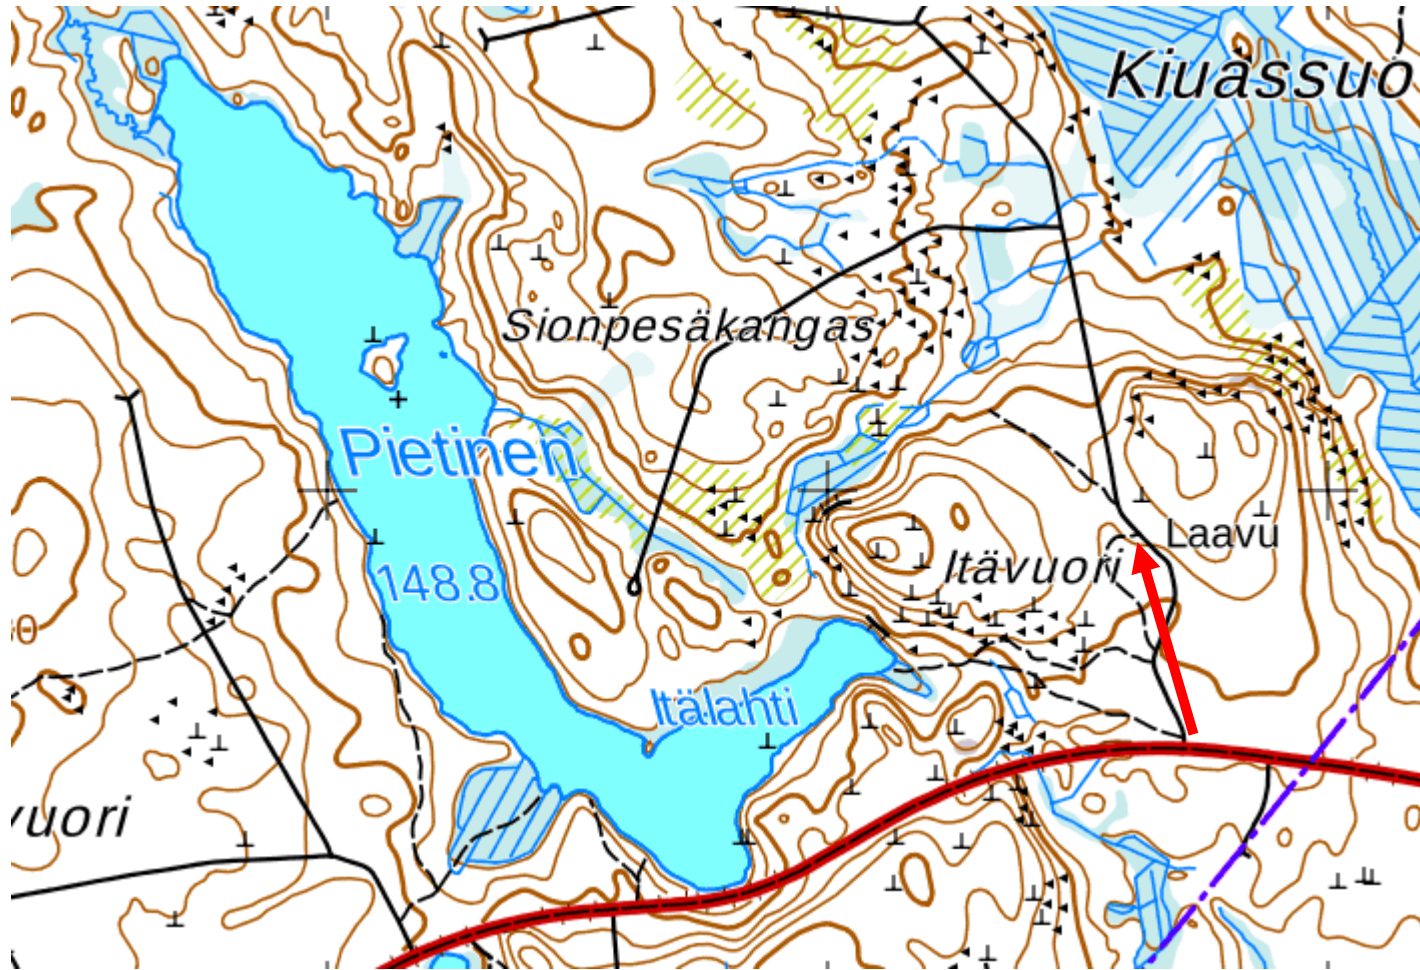 Kiuassuo
Sionpesäkangas
Pietinen
Laavu
Itävuori
148.8
Itälahti
vuori